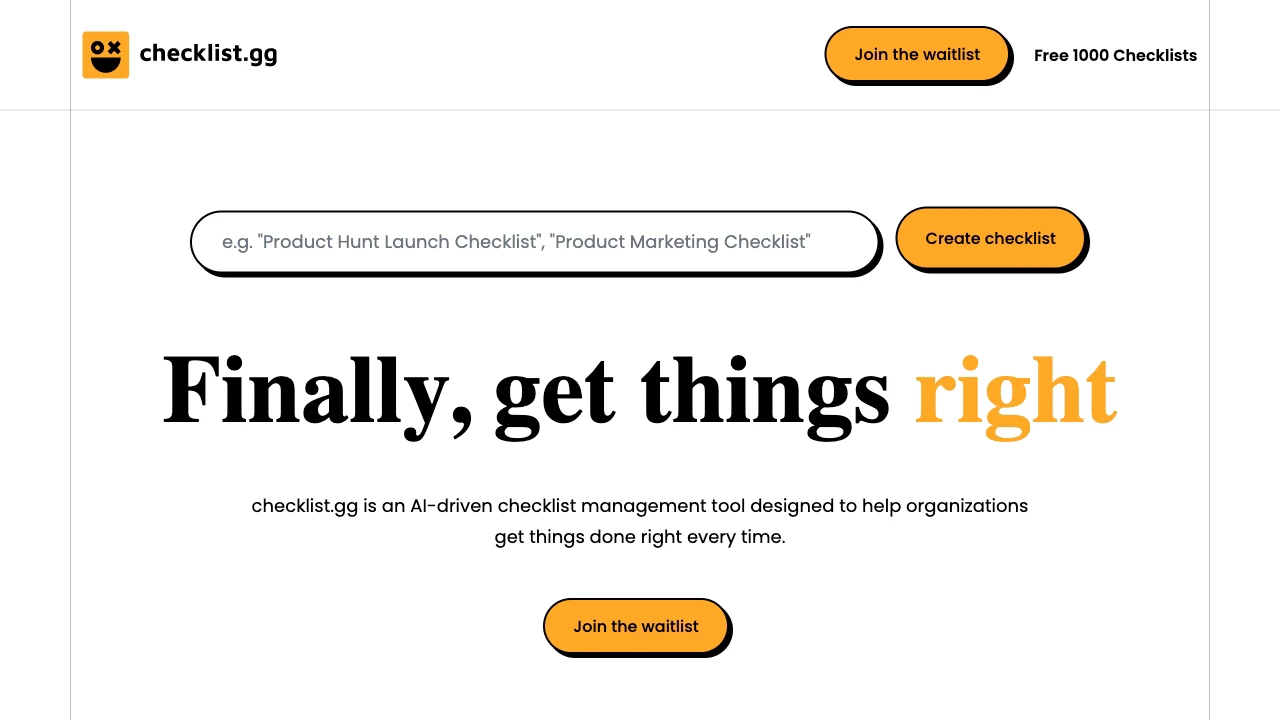 checklist.gg
Join the waitlist
Free 1000 Checklists
e.g. "Product Hunt Launch Checklist", "Product Marketing Checklist"
Create checklist
Finally, get things right
checklist.gg is an AI-driven checklist management tool designed to help organizations
get things done right every time.
Join the waitlist